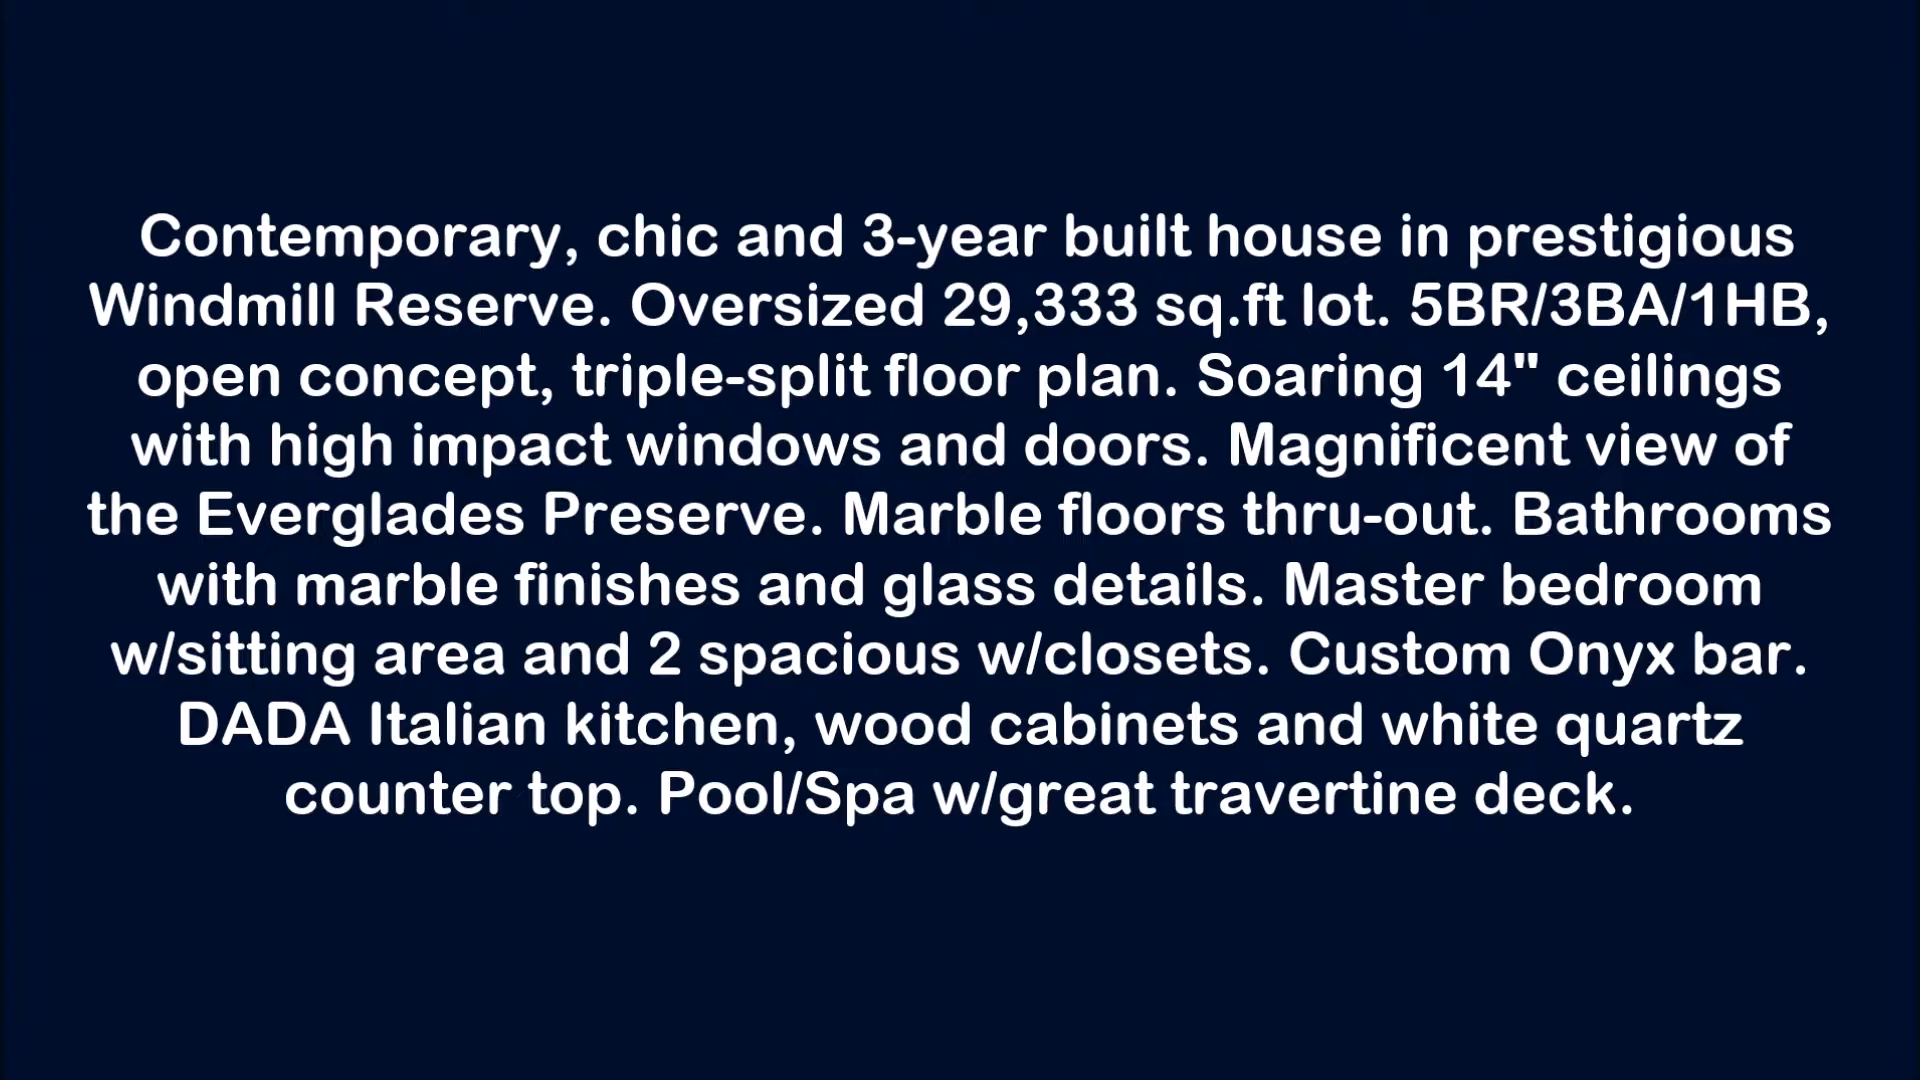 Contemporary, chic and 3-year built house in prestigious
Windmill Reserve. Oversized 29,333 sq.ft lot. 5BR/3BA/1HB,
open concept, triple-split floor plan. Soaring 14" ceilings
with high impact windows and doors. Magnificent view of
the Everglades Preserve. Marble floors thru-out. Bathrooms
with marble finishes and glass details. Master bedroom
w/sitting area and 2 spacious w/closets. Custom Onyx bar.
DADA Italian kitchen, wood cabinets and white quartz
counter top. Pool/Spa w/great travertine deck.